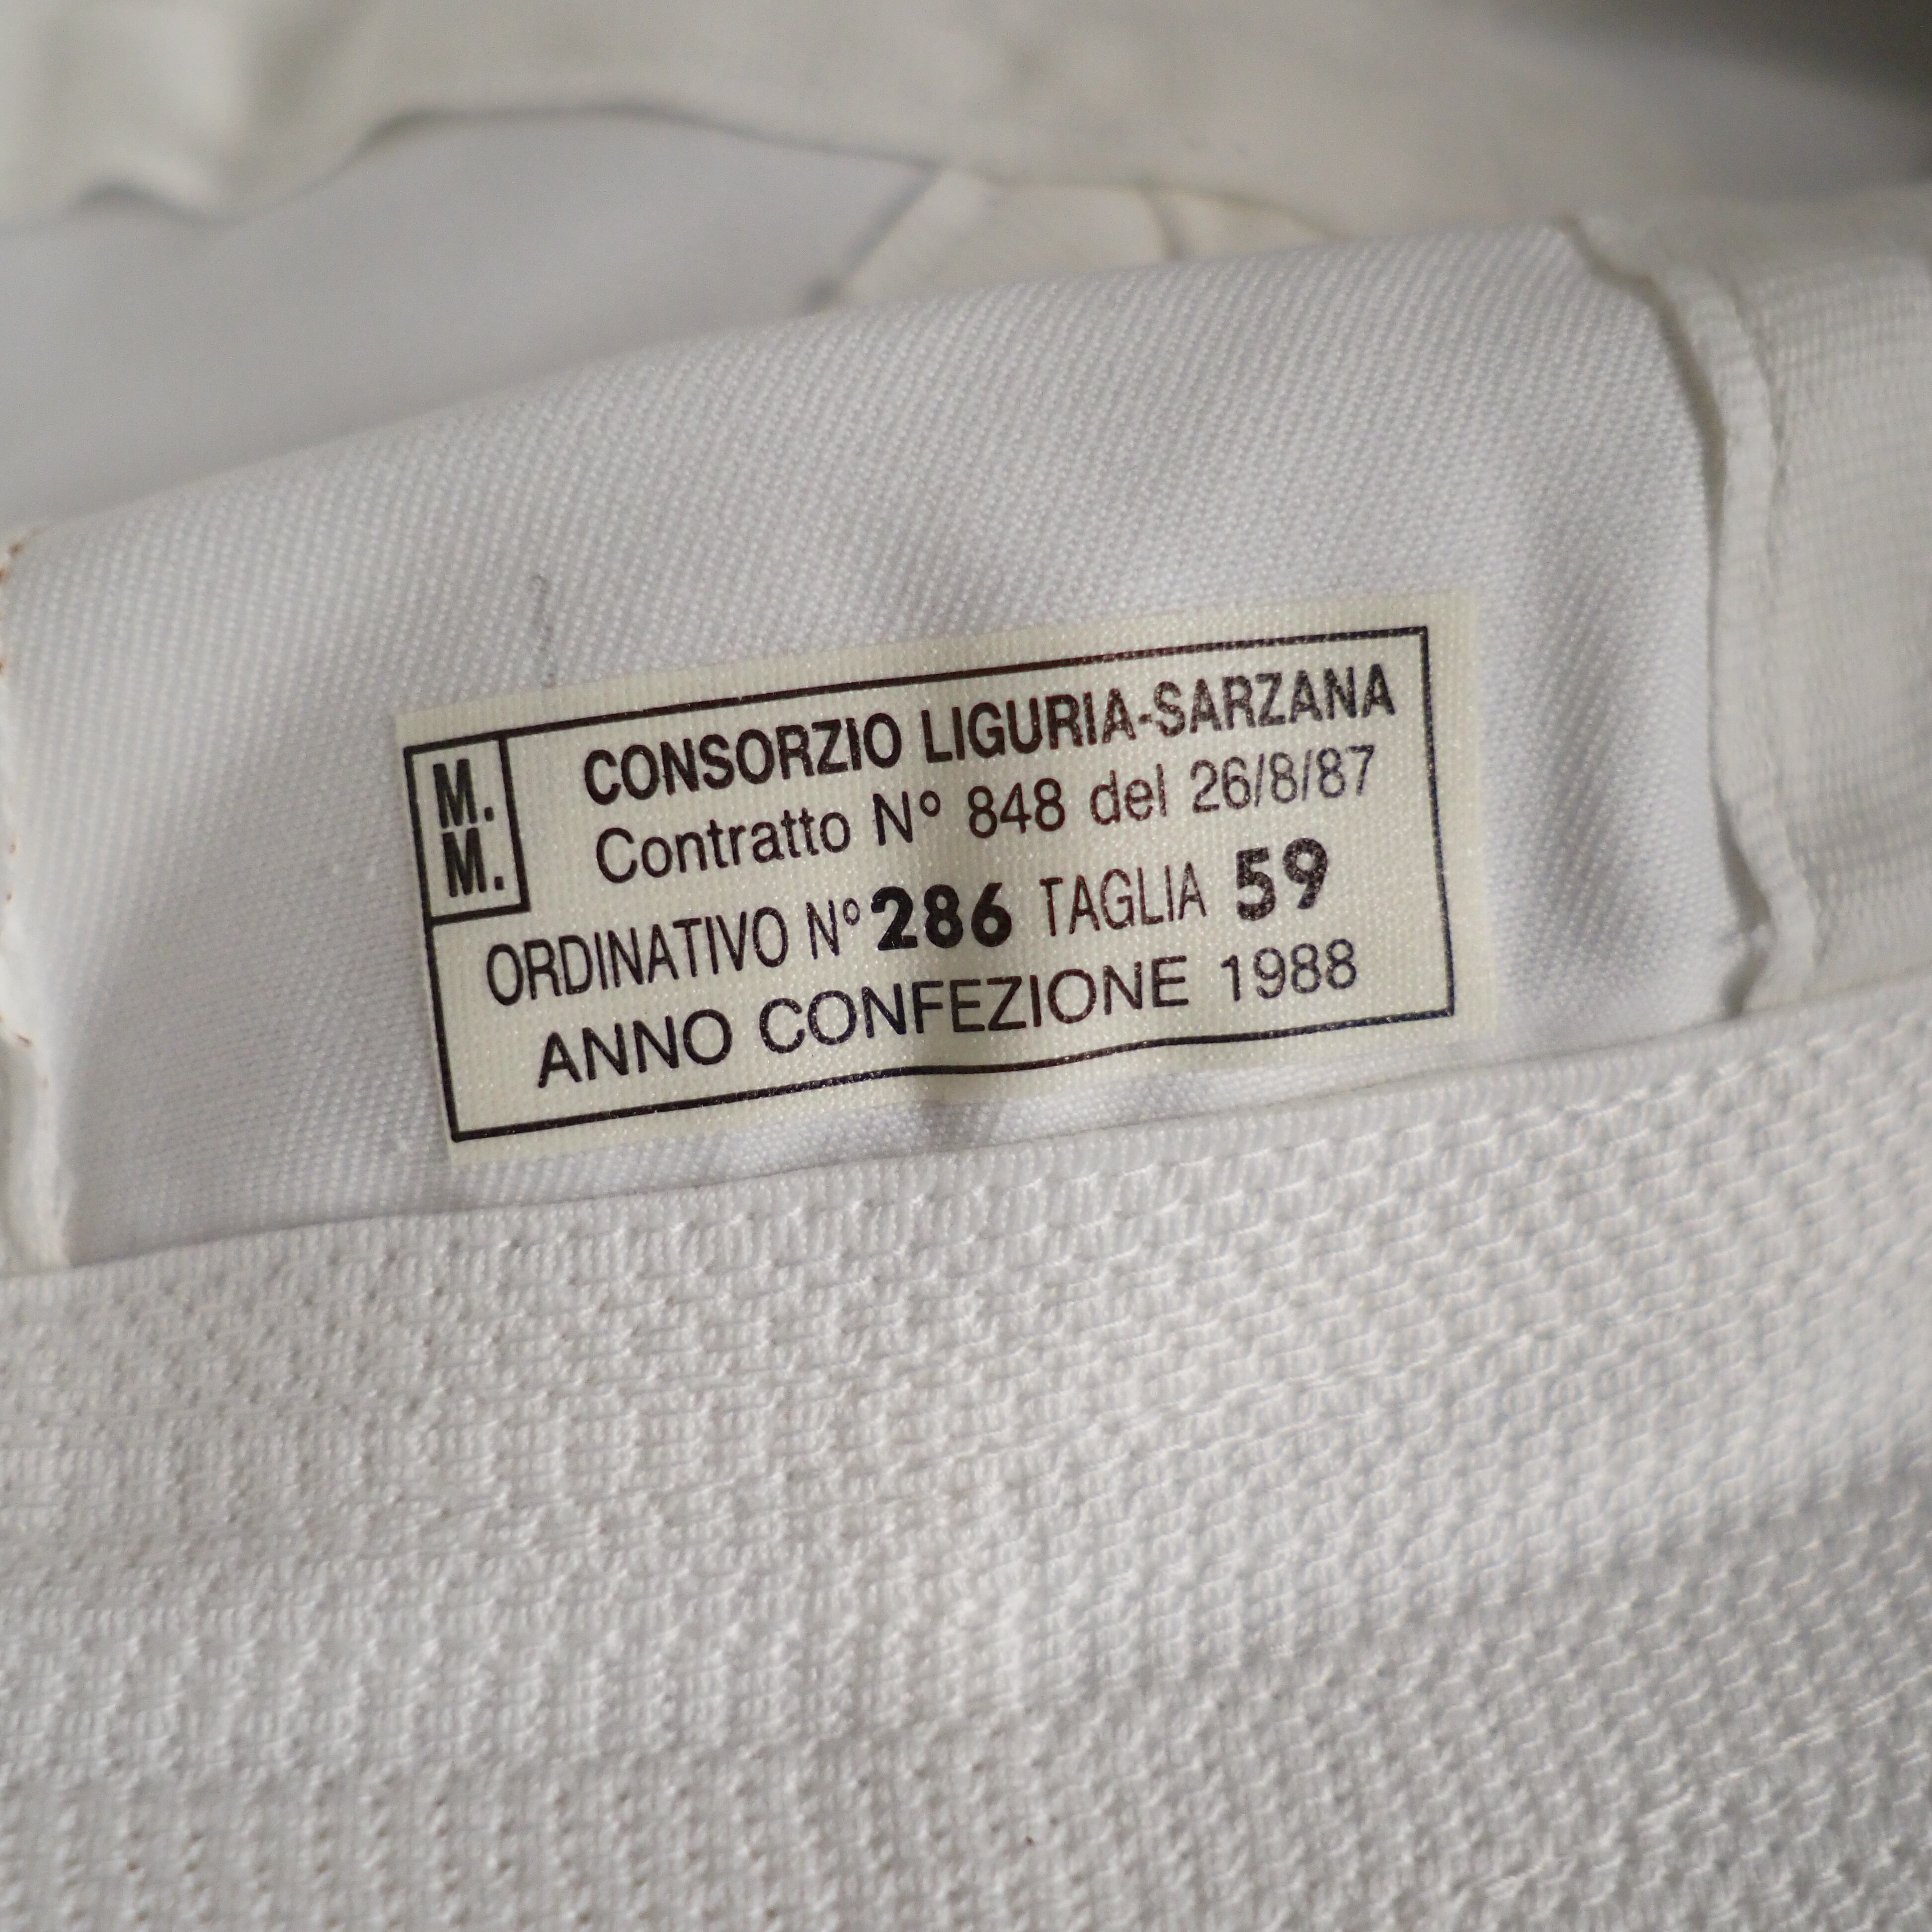 M.
M.
CONSORZIO LIGURIA-SARZANA
Contratto N° 848 del 26/8/87
ORDINATIVO N° 286 TAGLIA 59
ANNO CONFEZIONE 1988